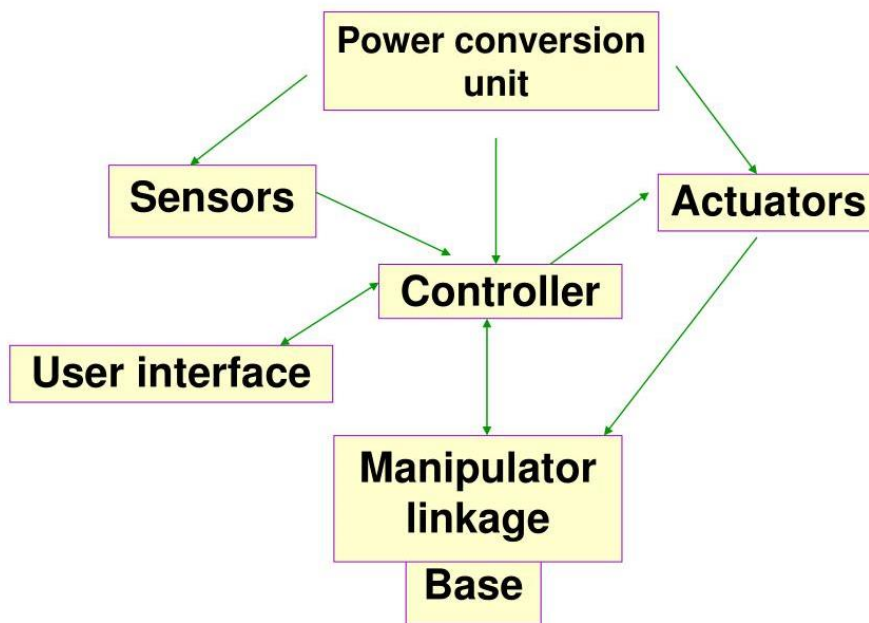 Power conversion
unit
Sensors
Actuators
Controller
User interface
Manipulator
linkage
Base